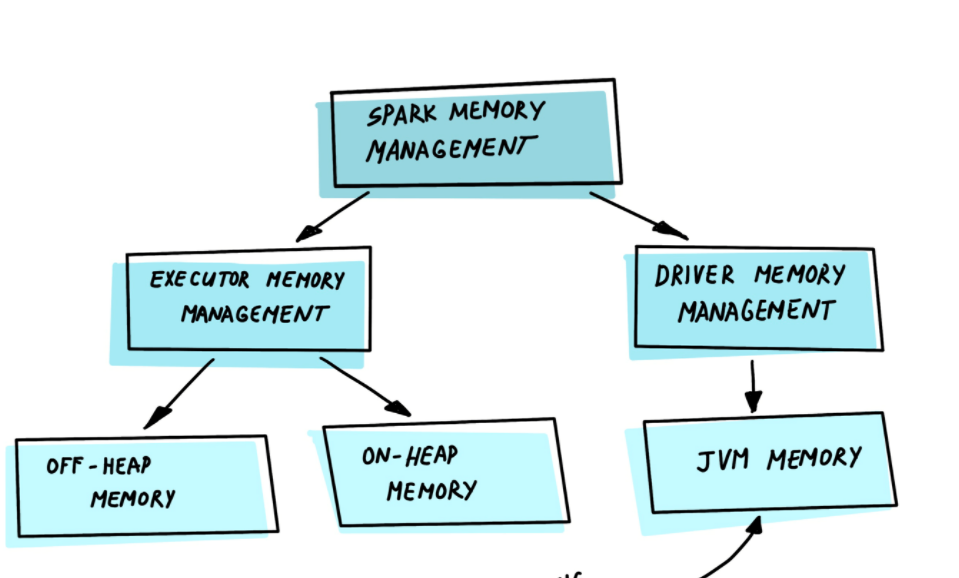 SPARK MEMORY
MANAGEMENT
EXECUTOR MEMORY
MANAGEMENT
DRIVER MEMORY
MANAGEMENT
OFF-HEAP
MEMORY
ON-HEAP
MEMORY
JVM MEMORY